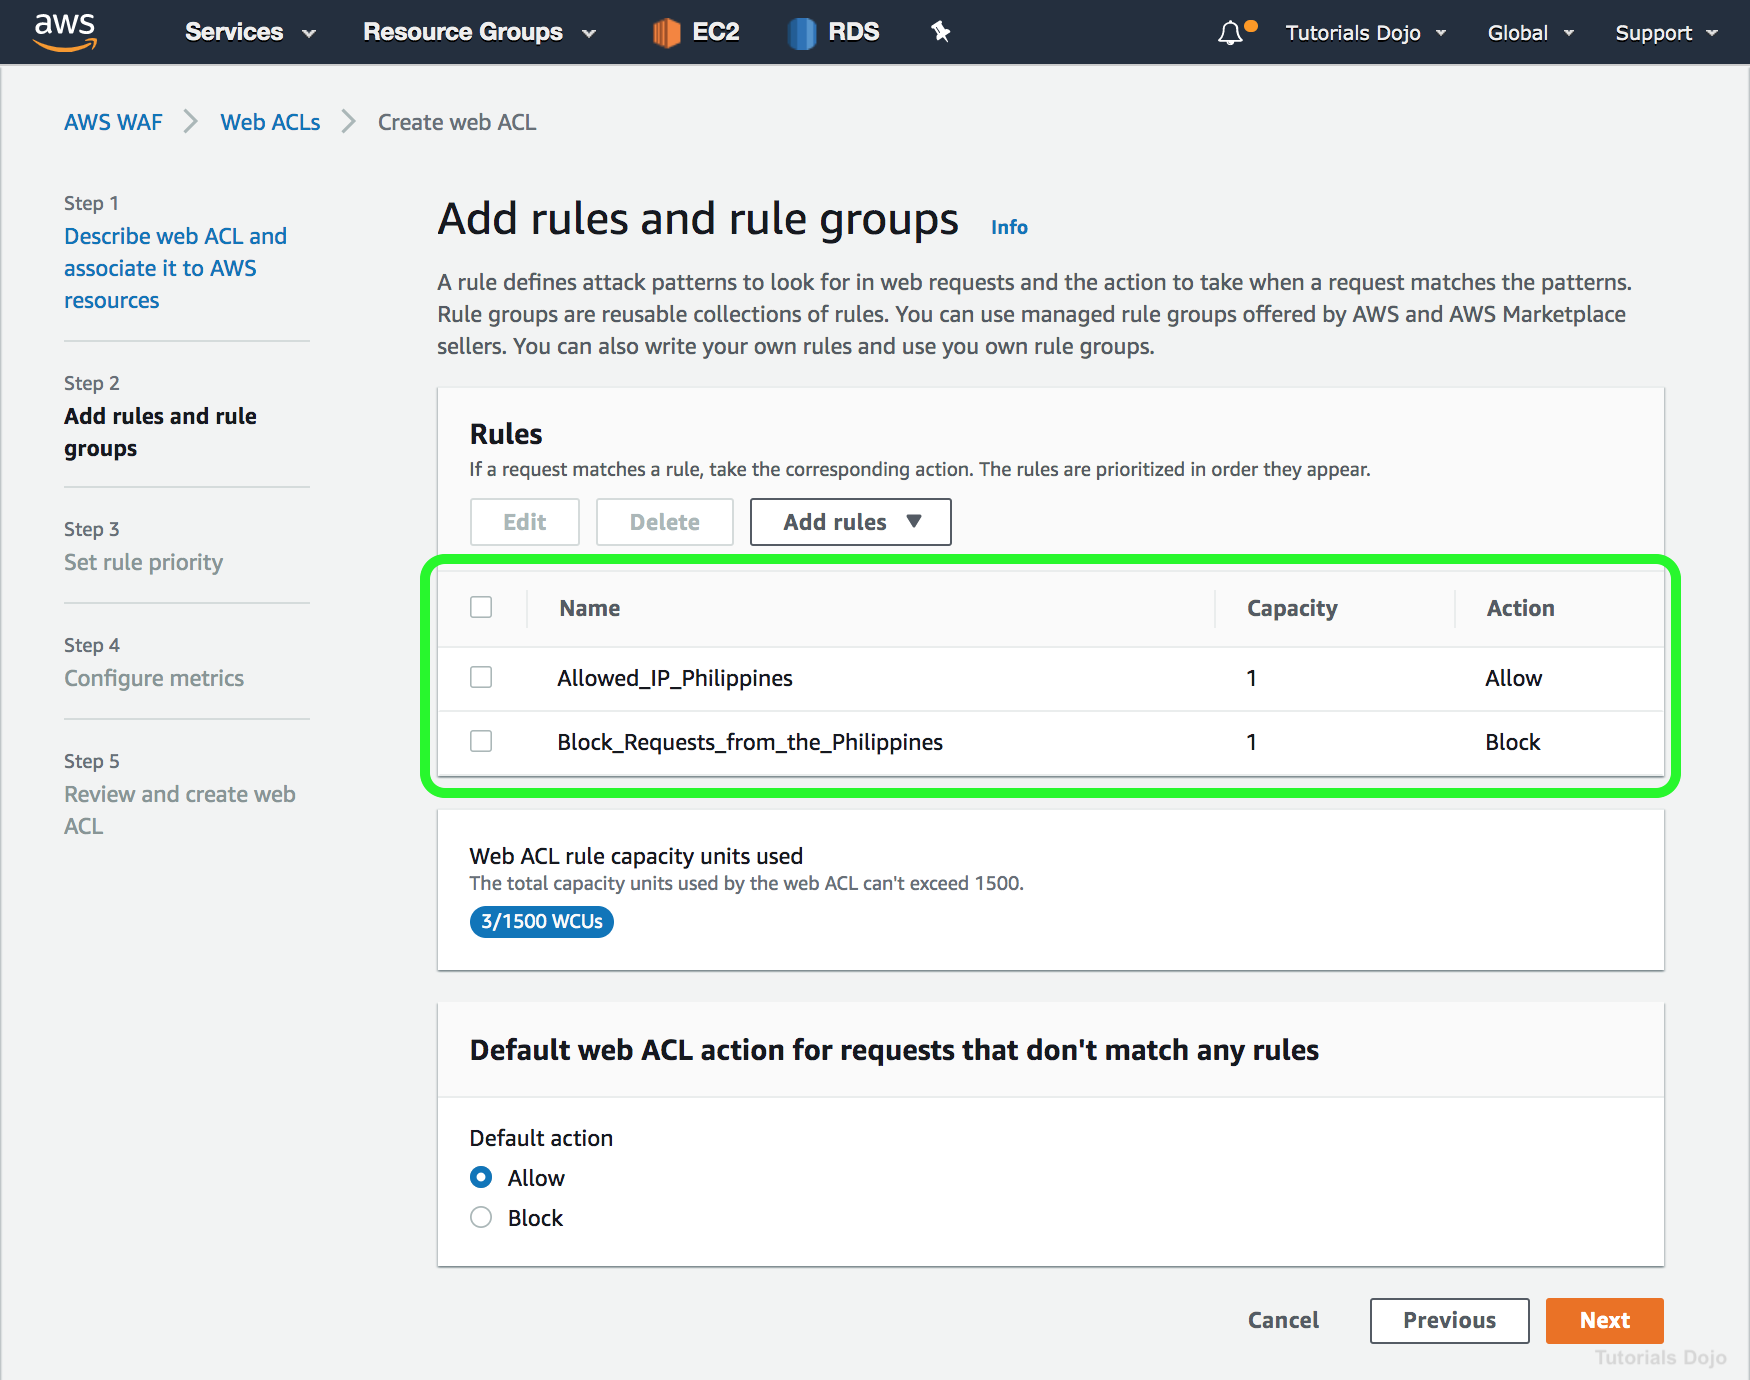 aws Services Resource Groups EC2 RDS Tutorials Dojo Global Support
AWS WAF Web ACLs Create web ACL
Step 1
Describe web ACL and
associate it to AWS
resources
Step 2
Add rules and rule
groups
Step 3
Set rule priority
Step 4
Configure metrics
Step 5
Review and create web
ACL
Add rules and rule groups Info
A rule defines attack patterns to look for in web requests and the action to take when a request matches the patterns.
Rule groups are reusable collections of rules. You can use managed rule groups offered by AWS and AWS Marketplace
sellers. You can also write your own rules and use you own rule groups.
Rules
If a request matches a rule, take the corresponding action. The rules are prioritized in order they appear.
Edit Delete Add rules
Name Capacity Action
Allowed_IP_Philippines 1 Allow
Block_Requests_from_the_Philippines 1 Block
Web ACL rule capacity units used
The total capacity units used by the web ACL can't exceed 1500.
3/1500 WCUs
Default web ACL action for requests that don't match any rules
Default action
Allow
Block
Cancel Previous Next
Tutorials Dojo